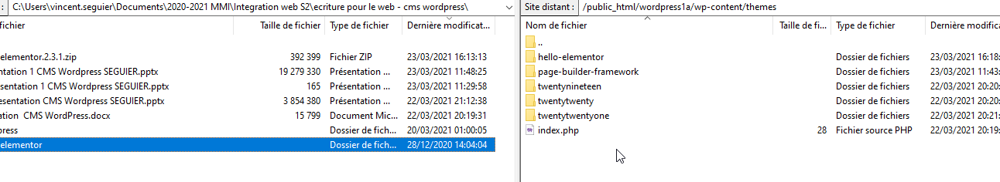 : C:\Users\vincent.seguier\Documents\2020-2021 MMI\Integration web S2\ecriture pour le web - cms wordpress\
fichier Taille de fichier Type de fichier Dernière modificat...
elementor.2.3.1.zip 392 399 Fichier ZIP 23/03/2021 16:13:13
ntation 1 CMS Wordpress SEGUIER.pptx 19 279 330 Présentation ... 23/03/2021 11:48:25
ésentation 1 CMS Wordpress SEGUIER.pptx 165 Présentation ... 23/03/2021 11:29:58
esentation CMS Wordpress SEGUIER.pptx 3 854 380 Présentation ... 22/03/2021 21:12:38
ation CMS WordPress.docx 15 799 Document Mic... 22/03/2021 20:19:31
press Dossier de fich... 20/03/2021 01:00:05
elementor Dossier de fich... 28/12/2020 14:04:04
Site distant : /public_html/wordpress1a/wp-content/themes
Nom de fichier Taille de fi... Type de fichier Dernière modificat
..
hello-elementor Dossier de fichiers 23/03/2021 16:18:
page-builder-framework Dossier de fichiers 23/03/2021 11:43:
twentynineteen Dossier de fichiers 22/03/2021 20:20:
twentytwenty Dossier de fichiers 22/03/2021 20:20:
twentytwentyone Dossier de fichiers 22/03/2021 20:21:
index.php 28 Fichier source PHP 22/03/2021 20:19: